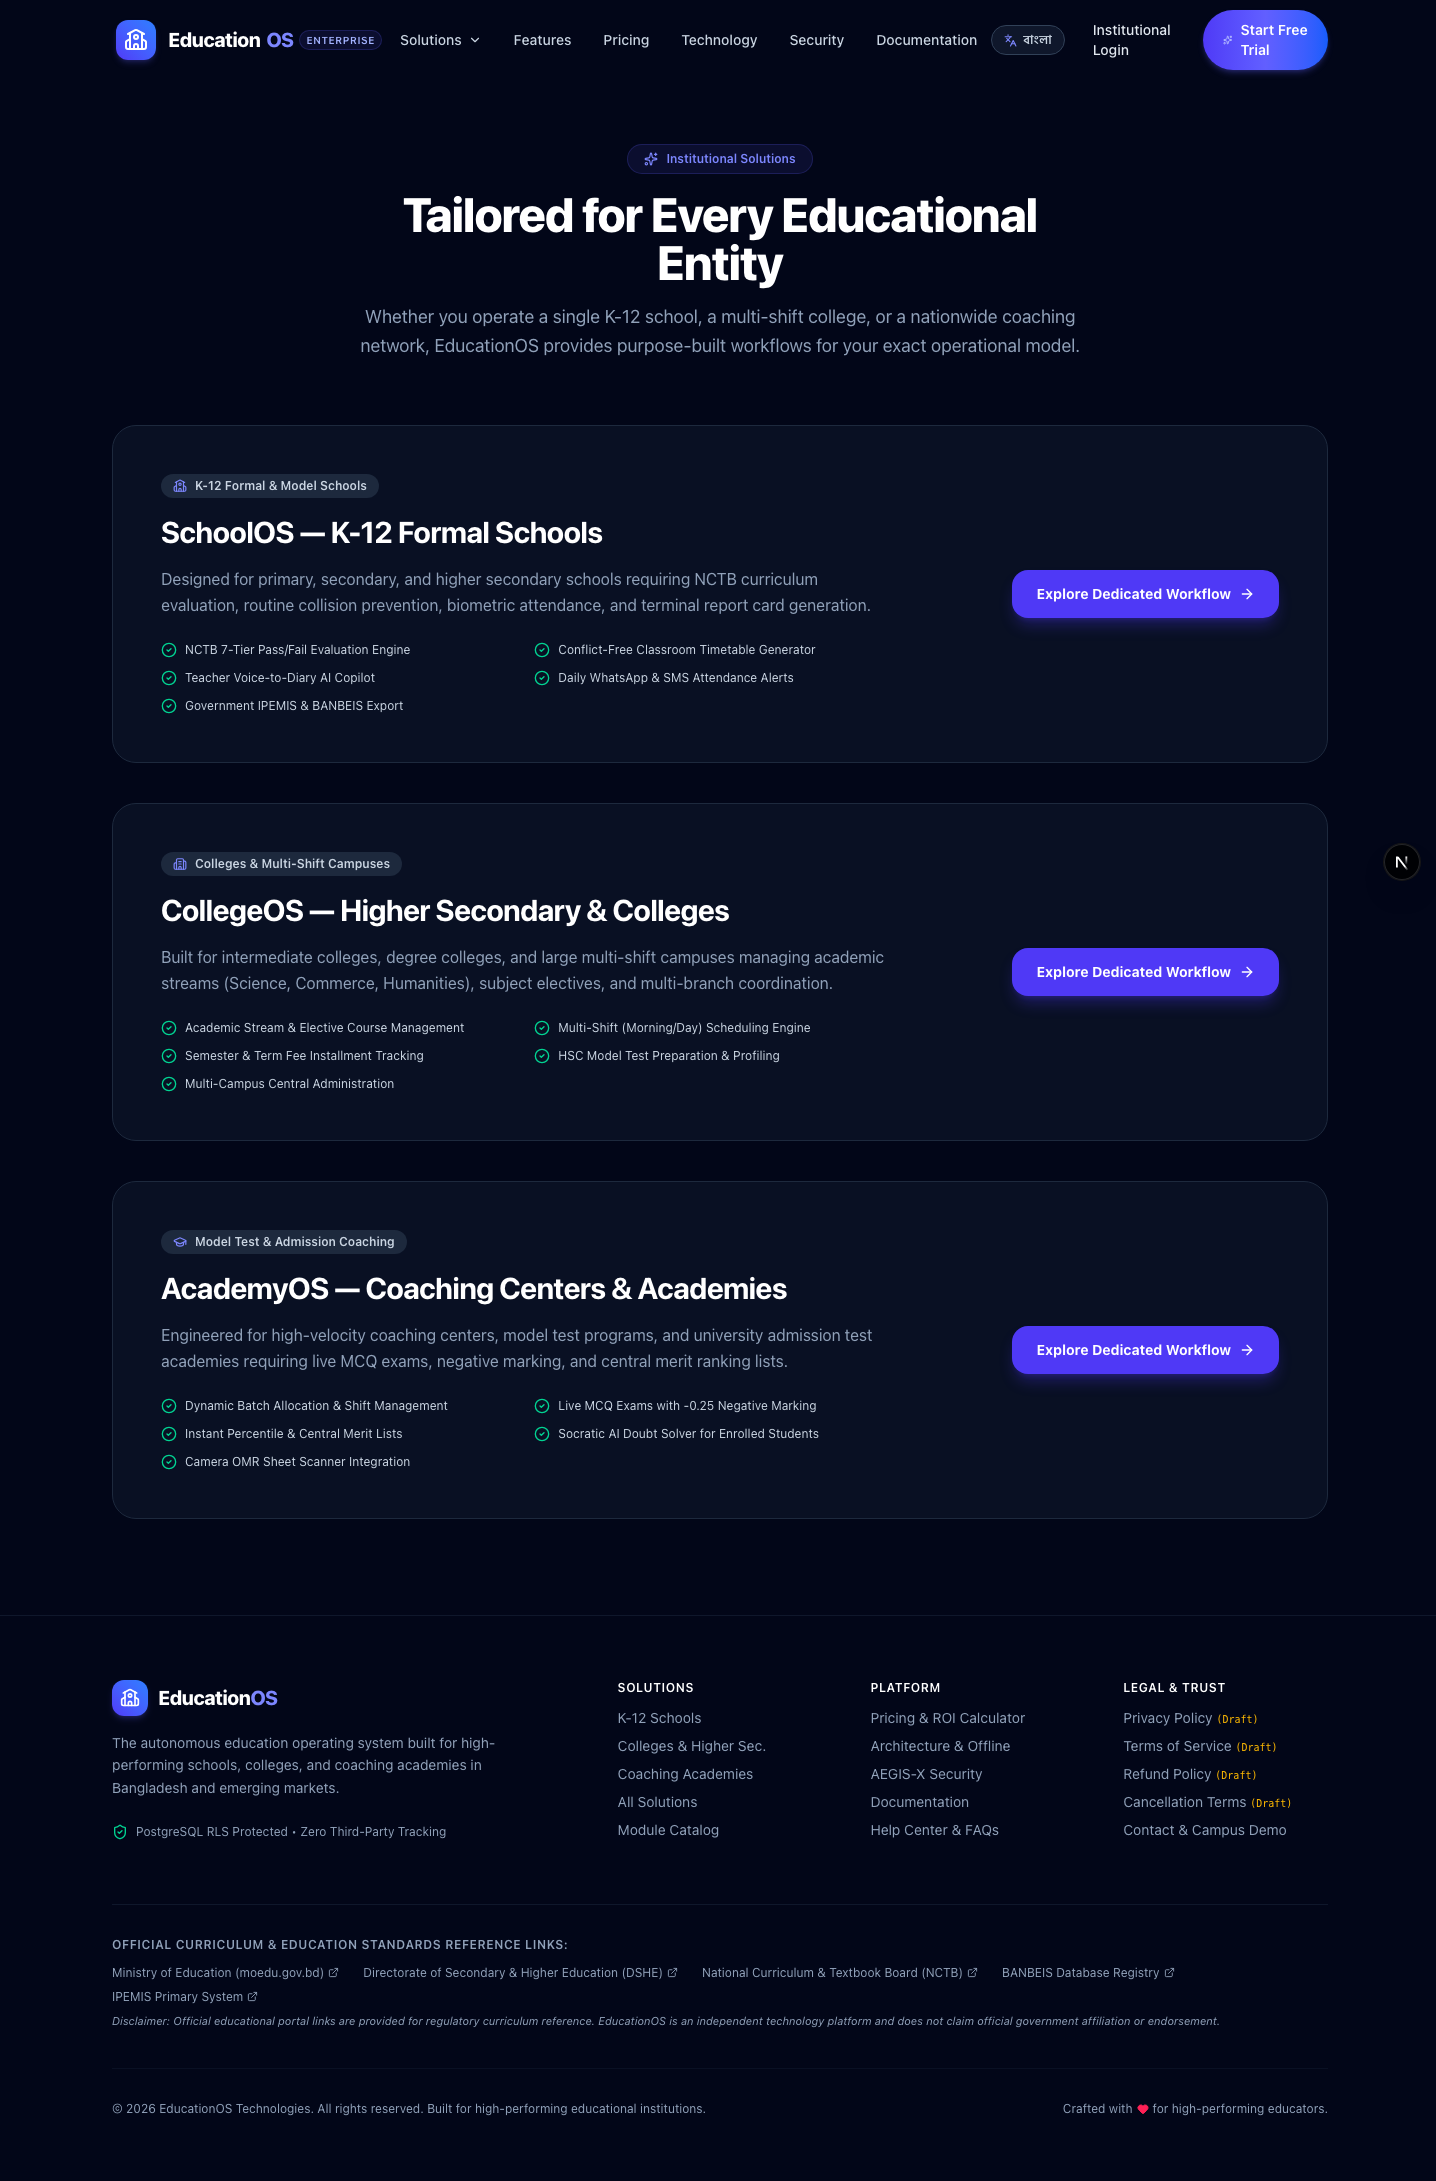 Education OS ENTERPRISE Solutions Features Pricing Technology Security Documentation বাংলা Institutional Login Start Free Trial
Institutional Solutions
Tailored for Every Educational
Entity
Whether you operate a single K-12 school, a multi-shift college, or a nationwide coaching
network, EducationOS provides purpose-built workflows for your exact operational model.
K-12 Formal & Model Schools
SchoolOS — K-12 Formal Schools
Designed for primary, secondary, and higher secondary schools requiring NCTB curriculum
evaluation, routine collision prevention, biometric attendance, and terminal report card generation.
Explore Dedicated Workflow
NCTB 7-Tier Pass/Fail Evaluation Engine
Conflict-Free Classroom Timetable Generator
Teacher Voice-to-Diary AI Copilot
Daily WhatsApp & SMS Attendance Alerts
Government IPEMIS & BANBEIS Export
Colleges & Multi-Shift Campuses
CollegeOS — Higher Secondary & Colleges
Built for intermediate colleges, degree colleges, and large multi-shift campuses managing academic
streams (Science, Commerce, Humanities), subject electives, and multi-branch coordination.
Explore Dedicated Workflow
Academic Stream & Elective Course Management
Multi-Shift (Morning/Day) Scheduling Engine
Semester & Term Fee Installment Tracking
HSC Model Test Preparation & Profiling
Multi-Campus Central Administration
Model Test & Admission Coaching
AcademyOS — Coaching Centers & Academies
Engineered for high-velocity coaching centers, model test programs, and university admission test
academies requiring live MCQ exams, negative marking, and central merit ranking lists.
Explore Dedicated Workflow
Dynamic Batch Allocation & Shift Management
Live MCQ Exams with -0.25 Negative Marking
Instant Percentile & Central Merit Lists
Socratic AI Doubt Solver for Enrolled Students
Camera OMR Sheet Scanner Integration
EducationOS
The autonomous education operating system built for high-
performing schools, colleges, and coaching academies in
Bangladesh and emerging markets.
PostgreSQL RLS Protected • Zero Third-Party Tracking
SOLUTIONS
K-12 Schools
Colleges & Higher Sec.
Coaching Academies
All Solutions
Module Catalog
PLATFORM
Pricing & ROI Calculator
Architecture & Offline
AEGIS-X Security
Documentation
Help Center & FAQs
LEGAL & TRUST
Privacy Policy (Draft)
Terms of Service (Draft)
Refund Policy (Draft)
Cancellation Terms (Draft)
Contact & Campus Demo
OFFICIAL CURRICULUM & EDUCATION STANDARDS REFERENCE LINKS:
Ministry of Education (moedu.gov.bd) Directorate of Secondary & Higher Education (DSHE) National Curriculum & Textbook Board (NCTB) BANBEIS Database Registry
IPEMIS Primary System
Disclaimer: Official educational portal links are provided for regulatory curriculum reference. EducationOS is an independent technology platform and does not claim official government affiliation or endorsement.
© 2026 EducationOS Technologies. All rights reserved. Built for high-performing educational institutions.
Crafted with ♥ for high-performing educators.